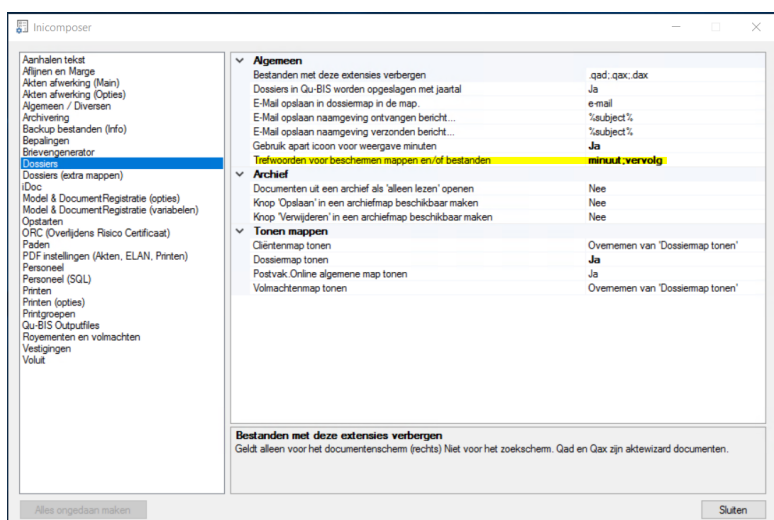 Inicomposer
Aanhalen tekst
Aflijnen en Marge
Akten afwerking (Main)
Akten afwerking (Opties)
Algemeen / Diversen
Archivering
Backup bestanden (Info)
Bepalingen
Brievengenerator
Dossiers
Dossiers (extra mappen)
iDoc
Model & DocumentRegistratie (opties)
Model & DocumentRegistratie (variabelen)
Opstarten
ORC (Overlijdens Risico Certificaat)
Paden
PDF instellingen (Akten, ELAN, Printen)
Personeel
Personeel (SQL)
Printen
Printen (opties)
Printgroepen
Qu-BIS Outputfiles
Royementen en volmachten
Vestigingen
Voluit
Algemeen
Bestanden met deze extensies verbergen .qad;.qax;.dax
Dossiers in Qu-BIS worden opgeslagen met jaartal Ja
E-Mail opslaan in dossiermap in de map. e-mail
E-Mail opslaan naamgeving ontvangen bericht... %subject%
E-Mail opslaan naamgeving verzonden bericht... %subject%
Gebruik apart icoon voor weergave minuten Ja
Trefwoorden voor beschermen mappen en/of bestanden minuut;vervolg
Archief
Documenten uit een archief als 'alleen lezen' openen Nee
Knop 'Opslaan' in een archiefmap beschikbaar maken Nee
Knop 'Verwijderen' in een archiefmap beschikbaar maken Nee
Tonen mappen
Cliëntenmap tonen Overnemen van 'Dossiemap tonen'
Dossiemap tonen Ja
Postvak.Online algemene map tonen Ja
Volmachtenmap tonen Overnemen van 'Dossiemap tonen'
Bestanden met deze extensies verbergen
Geldt alleen voor het documentenscherm (rechts) Niet voor het zoekscherm. Qad en Qax zijn aktewizard documenten.
Alles ongedaan maken
Sluiten